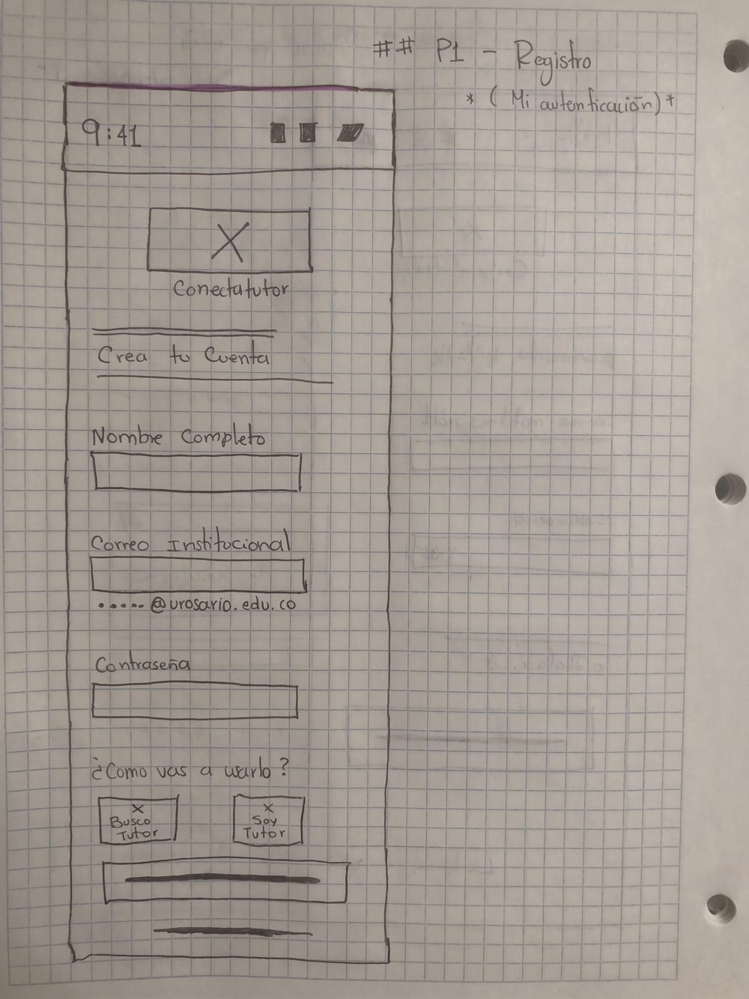 ## P1 - Registro
* (Mi autentificación) *
9:41
X
Conectatutor
Crea tu Cuenta
Nombre Completo
Correo Institucional
.....@urosario.edu.co
Contraseña
¿Como vas a usarlo?
X
Busco
Tutor
X
Soy
Tutor